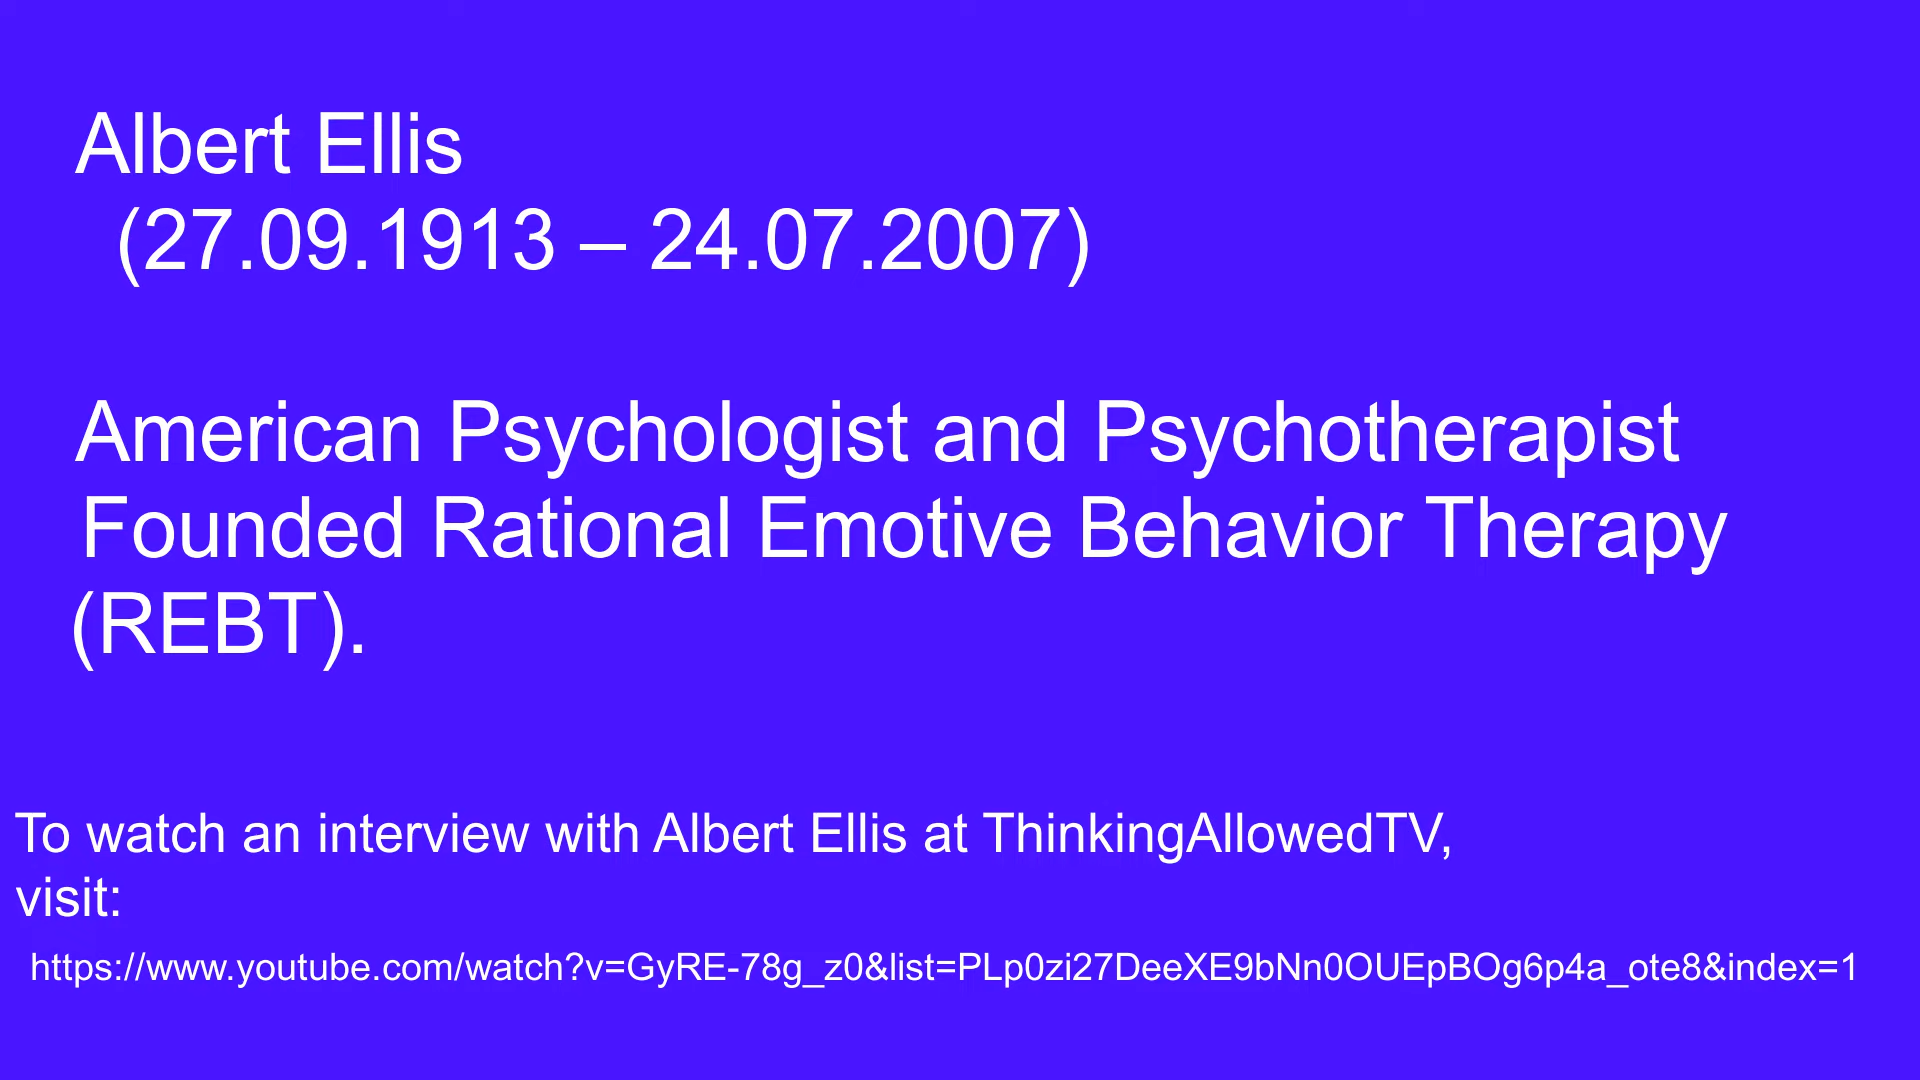 Albert Ellis
(27.09.1913 – 24.07.2007)
American Psychologist and Psychotherapist
Founded Rational Emotive Behavior Therapy
(REBT).
To watch an interview with Albert Ellis at ThinkingAllowedTV,
visit:
https://www.youtube.com/watch?v=GyRE-78g_z0&list=PLp0zi27DeeXE9bNn0OUEpBOg6p4a_ote8&index=1